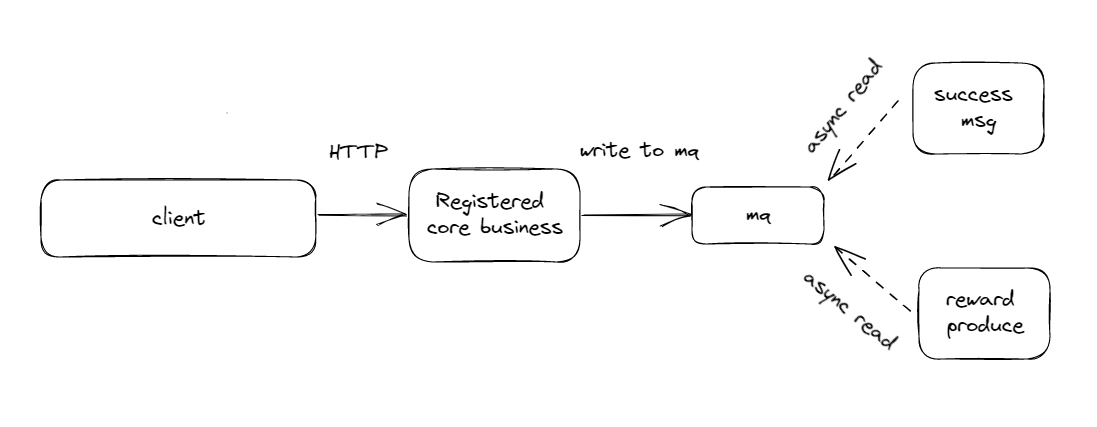 async read
success
msg
HTTP
write to mq
client
Registered
core business
mq
async read
reward
produce